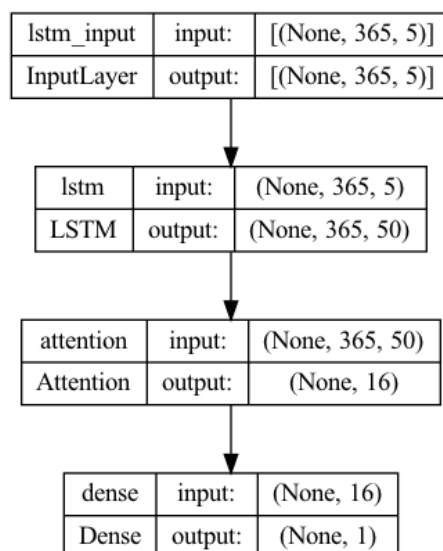 lstm_input input: [(None, 365, 5)]
InputLayer output: [(None, 365, 5)]
lstm input: (None, 365, 5)
LSTM output: (None, 365, 50)
attention input: (None, 365, 50)
Attention output: (None, 16)
dense input: (None, 16)
Dense output: (None, 1)